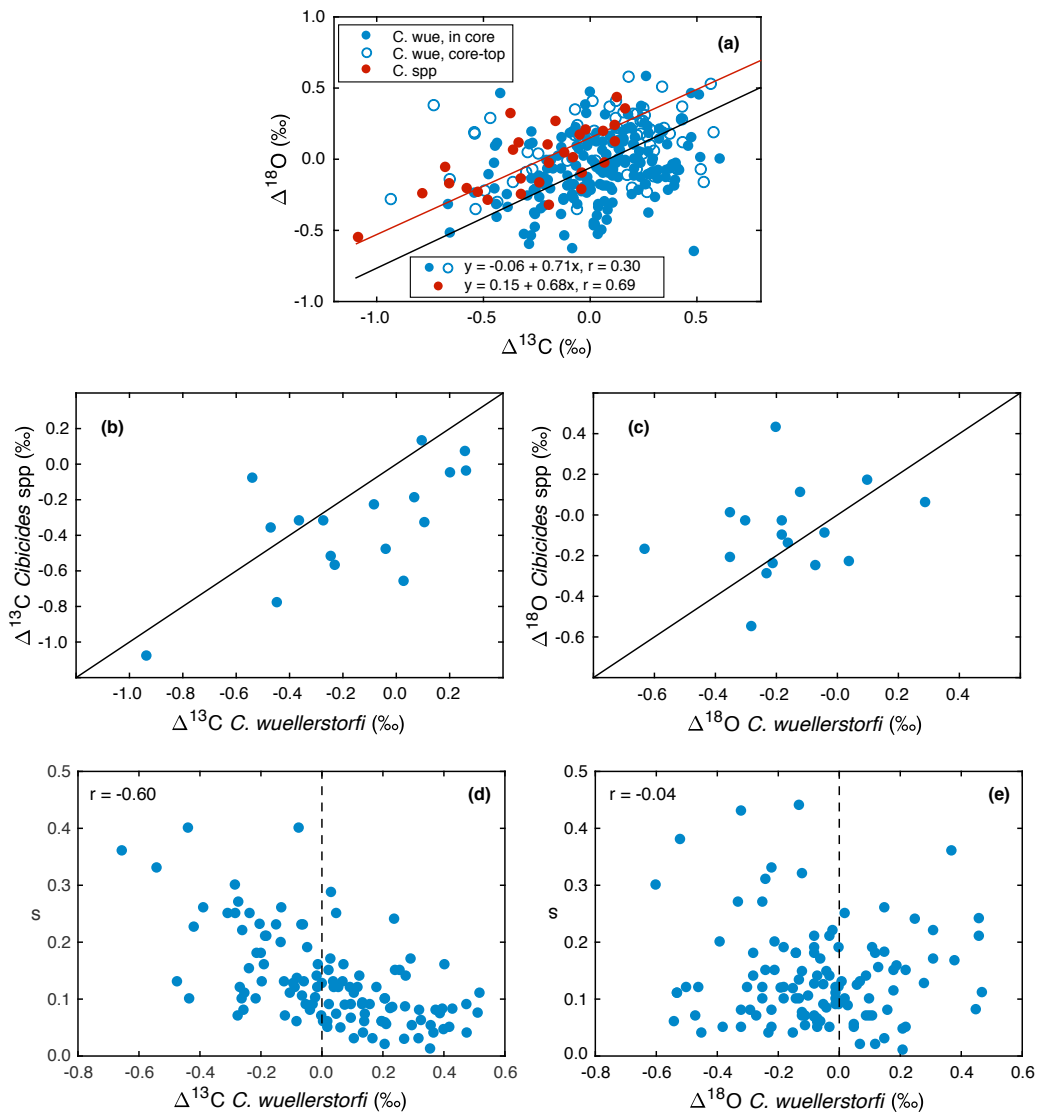 (a)
C. wue, in core
C. wue, core-top
C. spp
1.0
0.5
0.0
-0.5
-1.0
Δ18O (‰)
y = -0.06 + 0.71x, r = 0.30
y = 0.15 + 0.68x, r = 0.69
-1.0 -0.5 0.0 0.5
Δ13C (‰)
(b)
0.2
0.0
-0.2
-0.4
-0.6
-0.8
-1.0
Δ13C Cibicides spp (‰)
-1.0 -0.8 -0.6 -0.4 -0.2 0.0 0.2
Δ13C C. wuellerstorfi (‰)
(c)
0.4
0.2
-0.0
-0.2
-0.4
-0.6
Δ18O Cibicides spp (‰)
-0.6 -0.4 -0.2 -0.0 0.2 0.4
Δ18O C. wuellerstorfi (‰)
r = -0.60 (d)
0.5
0.4
0.3
0.2
0.1
0.0
s
-0.8 -0.6 -0.4 -0.2 0.0 0.2 0.4 0.6
Δ13C C. wuellerstorfi (‰)
r = -0.04 (e)
0.5
0.4
0.3
0.2
0.1
0.0
s
-0.8 -0.6 -0.4 -0.2 0.0 0.2 0.4 0.6
Δ18O C. wuellerstorfi (‰)